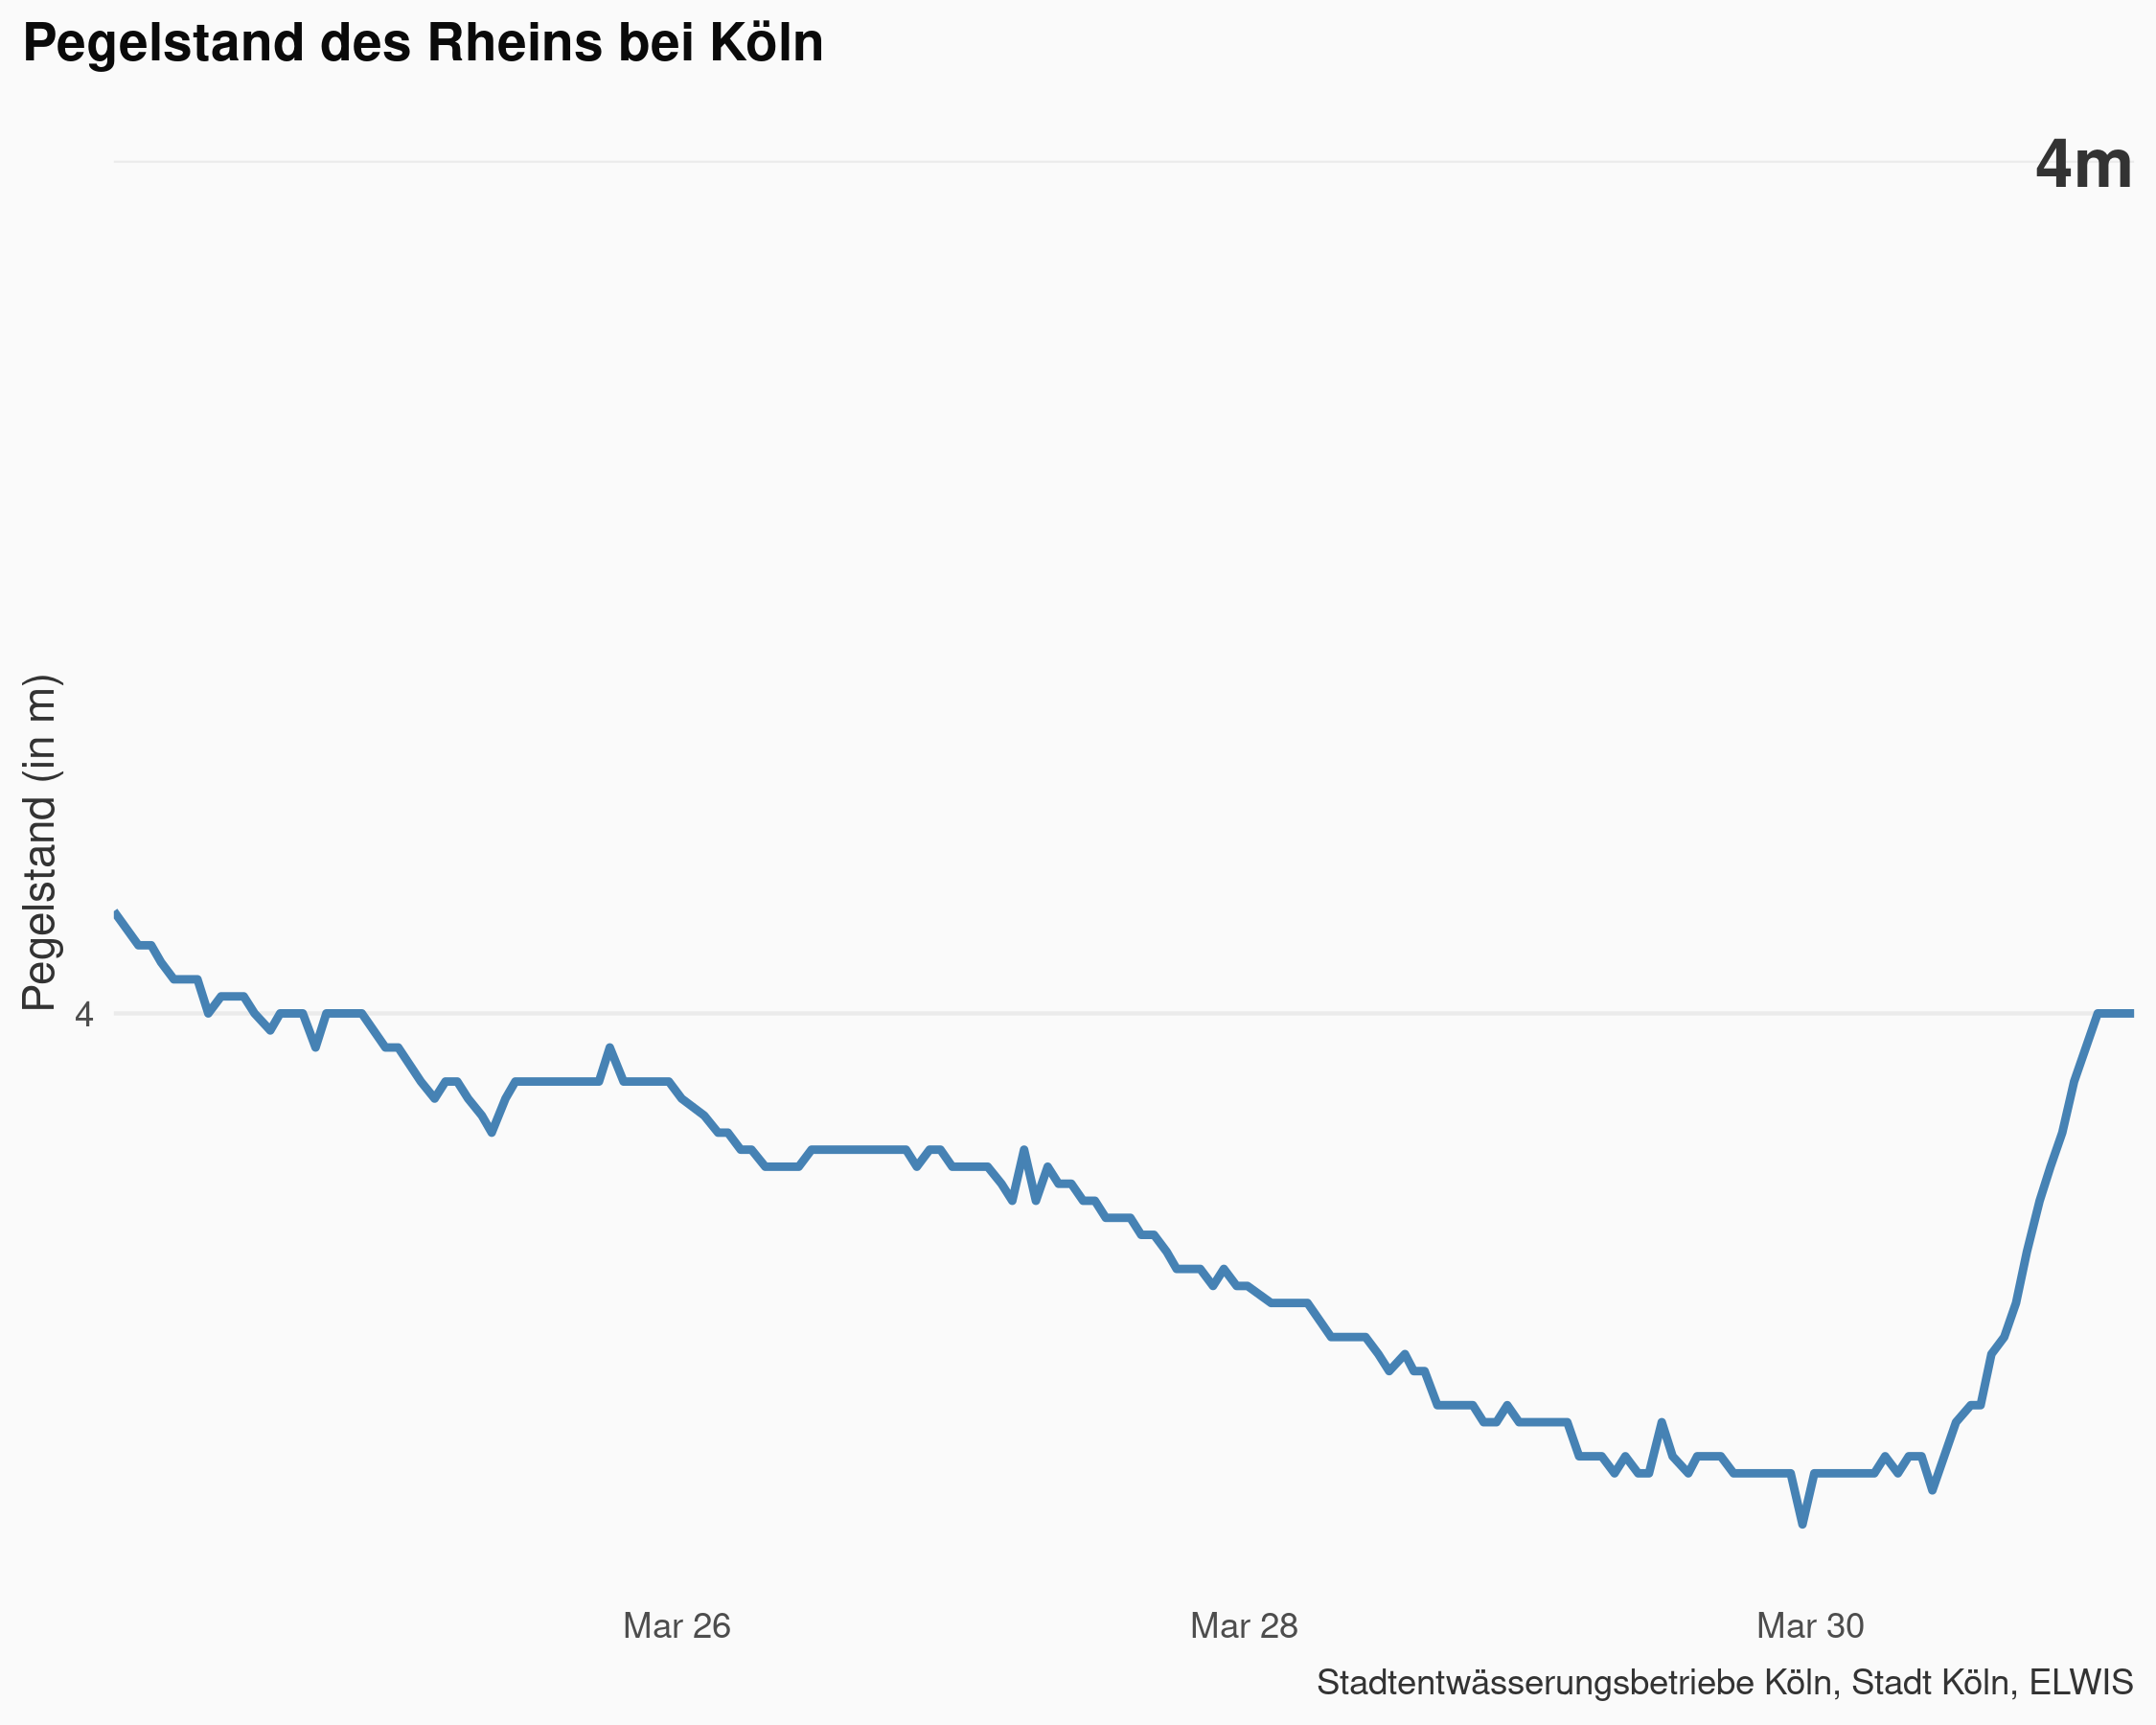 Pegelstand des Rheins bei Köln
4m
Pegelstand (in m)
4
Mar 26
Mar 28
Mar 30
Stadtentwässerungsbetriebe Köln, Stadt Köln, ELWIS